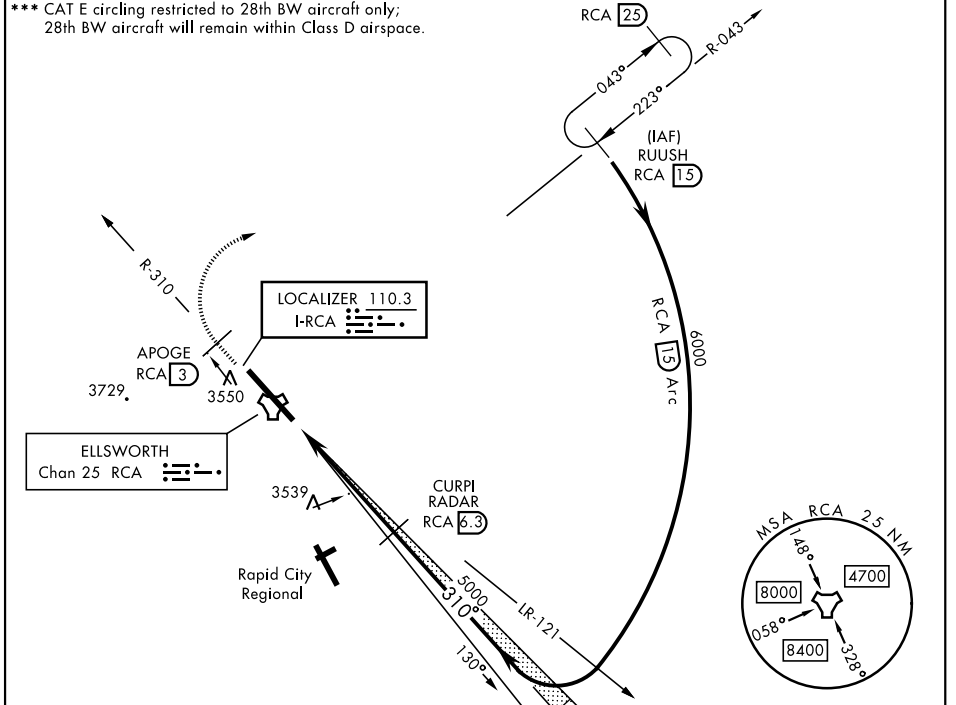 *** CAT E circling restricted to 28th BW aircraft only;
28th BW aircraft will remain within Class D airspace.
RCA 25
R-043
043°
223°
(IAF)
RUUSH
RCA 15
R-310
LOCALIZER 110.3
I-RCA
RCA 15 Arc
6000
APOGE
RCA 3
3729
3550
ELLSWORTH
Chan 25 RCA
3539
CURPI
RADAR
RCA 6.3
Rapid City
Regional
5000
310°
LR-121
130°
MSA RCA 25 NM
148°
4700
8000
058°
8400
328°